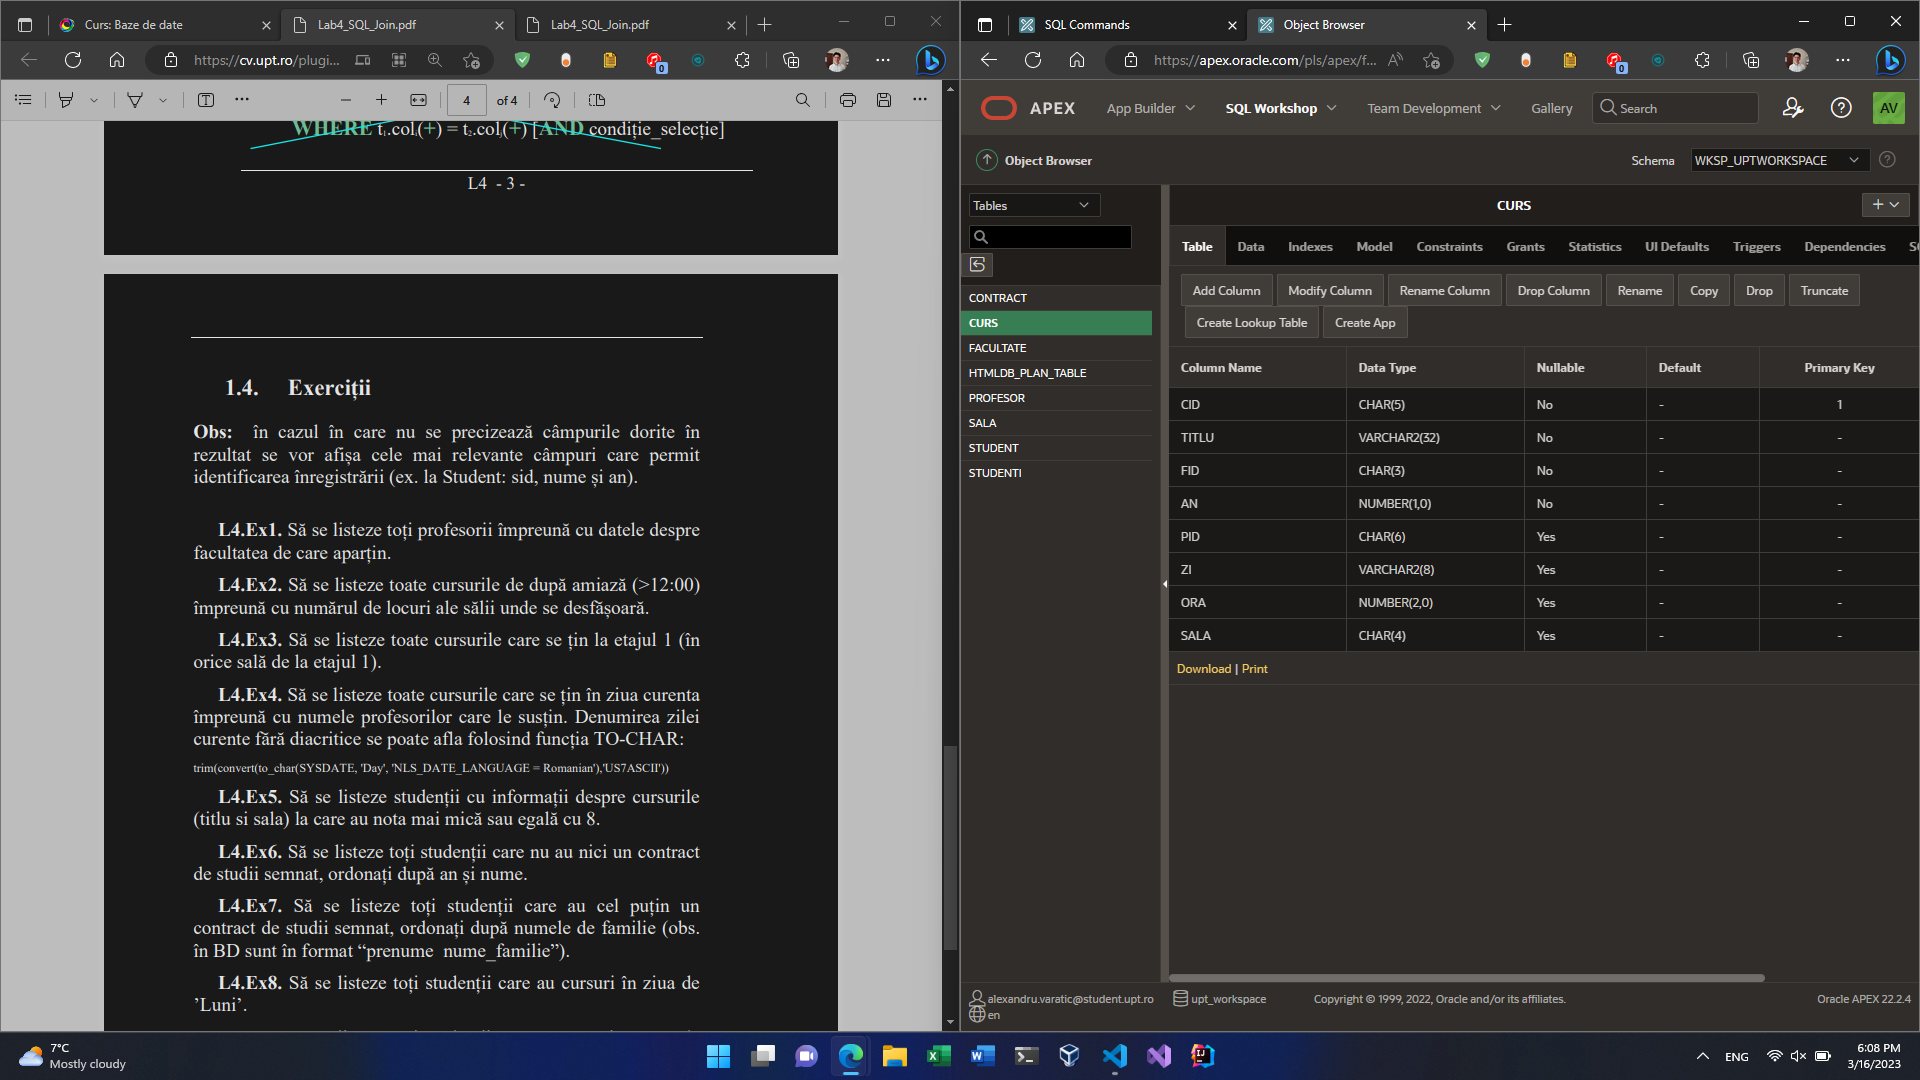 Curs: Baze de date
Lab4_SQL_Join.pdf
Lab4_SQL_Join.pdf
https://cv.upt.ro/plugi...
4 of 4
WHERE t1.coli(+) = t2.colj(+) [AND condiție_selecție]
L4 - 3 -
1.4. Exerciții
Obs: în cazul în care nu se precizează câmpurile dorite în
rezultat se vor afișa cele mai relevante câmpuri care permit
identificarea înregistrării (ex. la Student: sid, nume și an).
L4.Ex1. Să se listeze toți profesorii împreună cu datele despre
facultatea de care aparțin.
L4.Ex2. Să se listeze toate cursurile de după amiază (>12:00)
împreună cu numărul de locuri ale sălii unde se desfășoară.
L4.Ex3. Să se listeze toate cursurile care se țin la etajul 1 (în
orice sală de la etajul 1).
L4.Ex4. Să se listeze toate cursurile care se țin în ziua curenta
împreună cu numele profesorilor care le susțin. Denumirea zilei
curente fără diacritice se poate afla folosind funcția TO-CHAR:
trim(convert(to_char(SYSDATE, 'Day', 'NLS_DATE_LANGUAGE = Romanian'),'US7ASCII'))
L4.Ex5. Să se listeze studenții cu informații despre cursurile
(titlu si sala) la care au nota mai mică sau egală cu 8.
L4.Ex6. Să se listeze toți studenții care nu au nici un contract
de studii semnat, ordonați după an și nume.
L4.Ex7. Să se listeze toți studenții care au cel puțin un
contract de studii semnat, ordonați după numele de familie (obs.
în BD sunt în format “prenume nume_familie”).
L4.Ex8. Să se listeze toți studenții care au cursuri în ziua de
’Luni’.
SQL Commands
Object Browser
https://apex.oracle.com/pls/apex/f...
APEX App Builder SQL Workshop Team Development Gallery Search AV
Object Browser Schema WKSP_UPTWORKSPACE
Tables
CONTRACT
CURS
FACULTATE
HTMLDB_PLAN_TABLE
PROFESOR
SALA
STUDENT
STUDENTI
CURS
Table Data Indexes Model Constraints Grants Statistics UI Defaults Triggers Dependencies
Add Column Modify Column Rename Column Drop Column Rename Copy Drop Truncate
Create Lookup Table Create App
Column Name Data Type Nullable Default Primary Key
CID CHAR(5) No - 1
TITLU VARCHAR2(32) No - -
FID CHAR(3) No - -
AN NUMBER(1,0) No - -
PID CHAR(6) Yes - -
ZI VARCHAR2(8) Yes - -
ORA NUMBER(2,0) Yes - -
SALA CHAR(4) Yes - -
Download | Print
alexandru.varatic@student.upt.ro upt_workspace Copyright © 1999, 2022, Oracle and/or its affiliates. Oracle APEX 22.2.4
en
7°C
Mostly cloudy
ENG
6:08 PM
3/16/2023